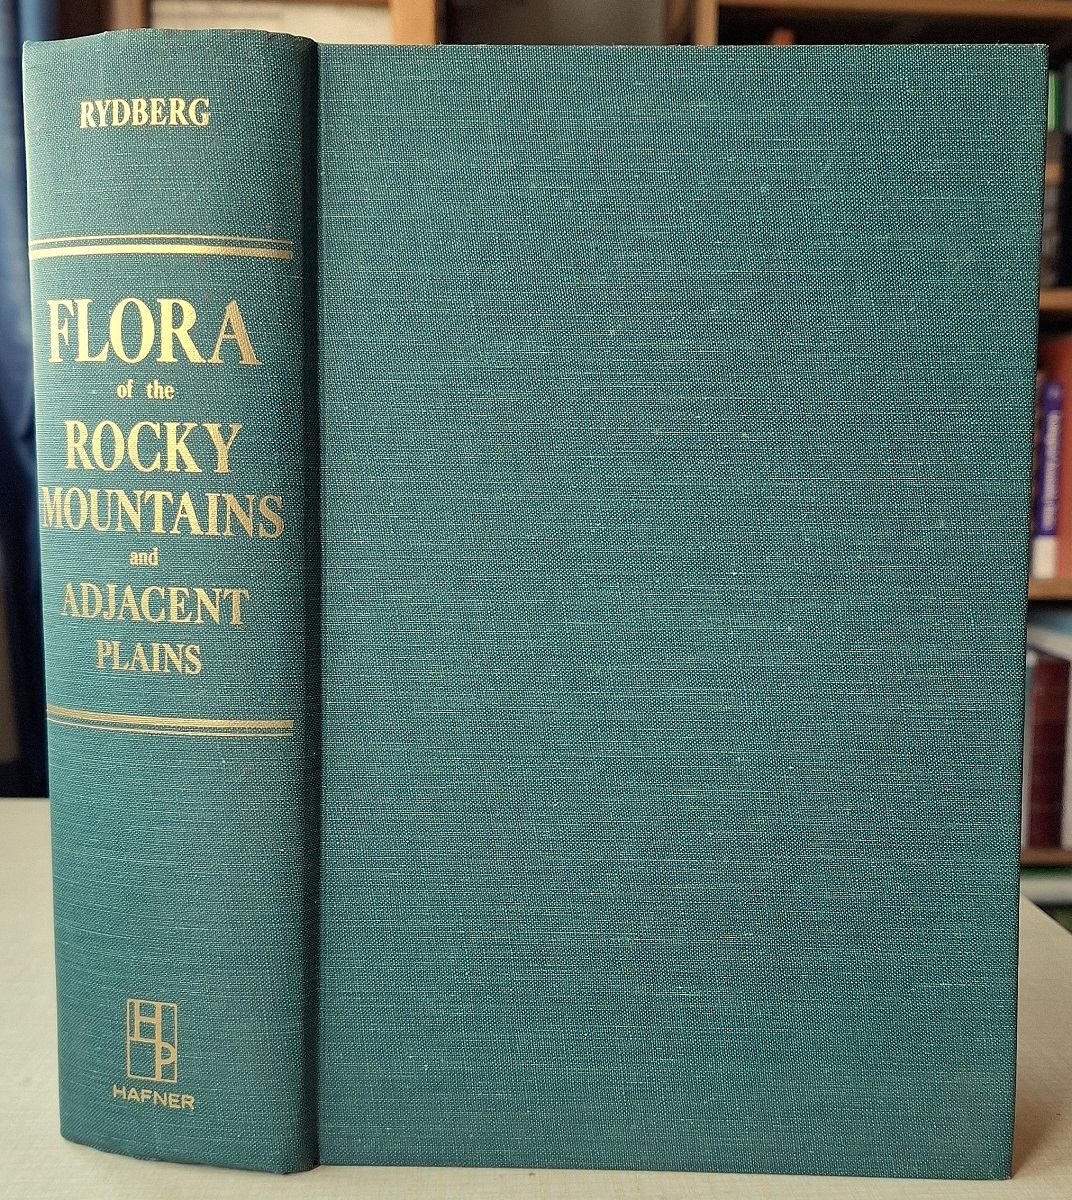 RYDBERG
FLORA
of the
ROCKY
MOUNTAINS
and
ADJACENT
PLAINS
HP
HAFNER